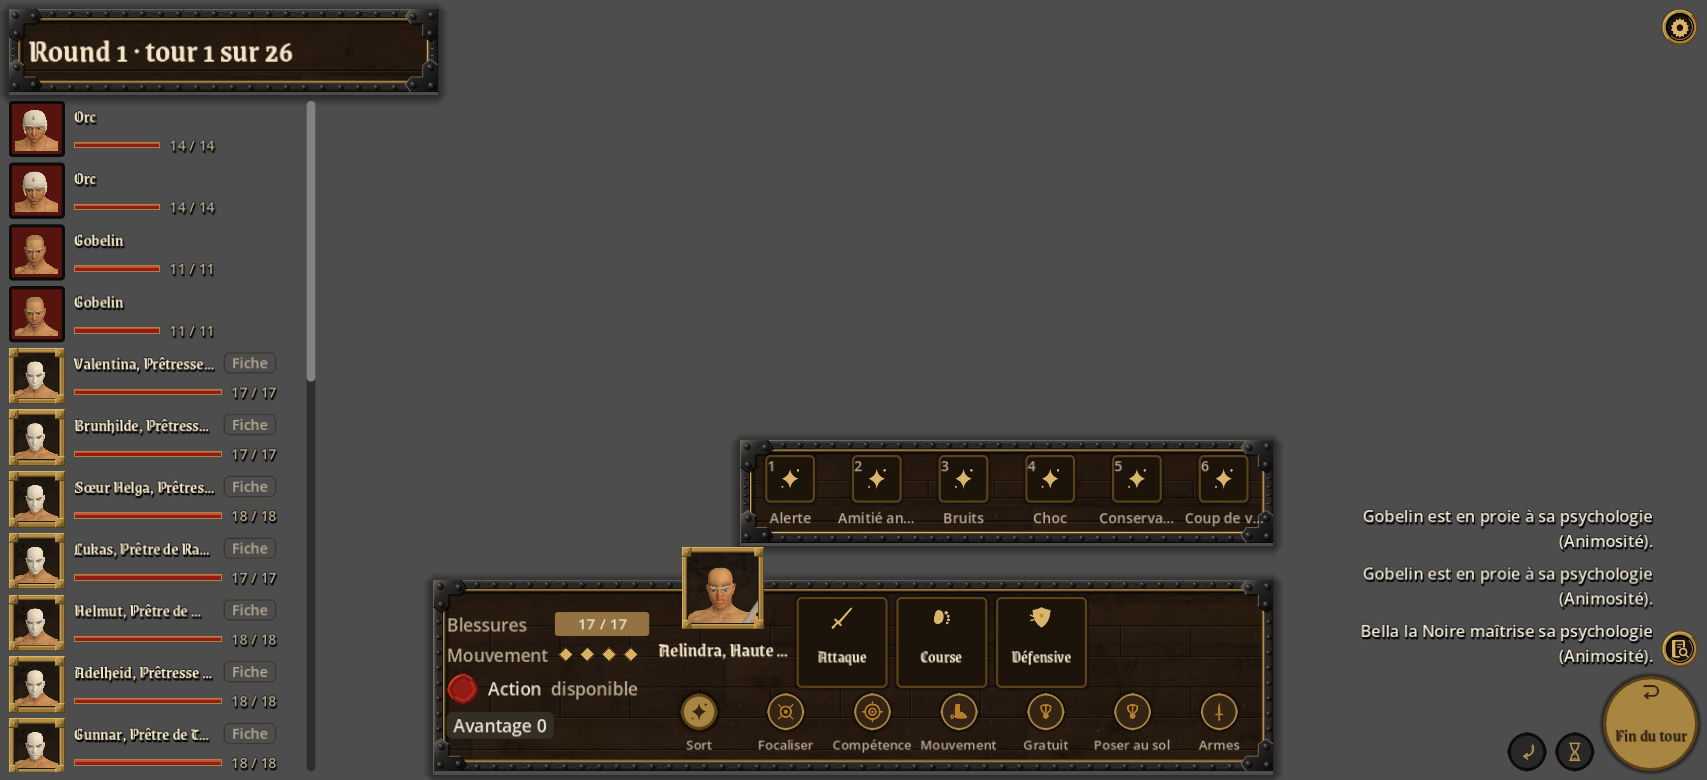 Round 1 · tour 1 sur 26
Orc
14 / 14
Orc
14 / 14
Gobelin
11 / 11
Gobelin
11 / 11
Valentina, Prêtresse... Fiche
17 / 17
Brunhilde, Prêtress... Fiche
17 / 17
Sœur Helga, Prêtres... Fiche
18 / 18
Lukas, Prêtre de Ra... Fiche
17 / 17
Helmut, Prêtre de ... Fiche
18 / 18
Adelheid, Prêtresse ... Fiche
18 / 18
Gunnar, Prêtre de T... Fiche
18 / 18
1 2 3 4 5 6
Alerte Amitié an... Bruits Choc Conserva... Coup de v...
Blessures 17 / 17
Mouvement
Action disponible
Avantage 0
Melindra, Haute ...
Attaque Course Défensive
Sort Focaliser Compétence Mouvement Gratuit Poser au sol Armes
Gobelin est en proie à sa psychologie
(Animosité).
Gobelin est en proie à sa psychologie
(Animosité).
Bella la Noire maîtrise sa psychologie
(Animosité).
Fin du tour